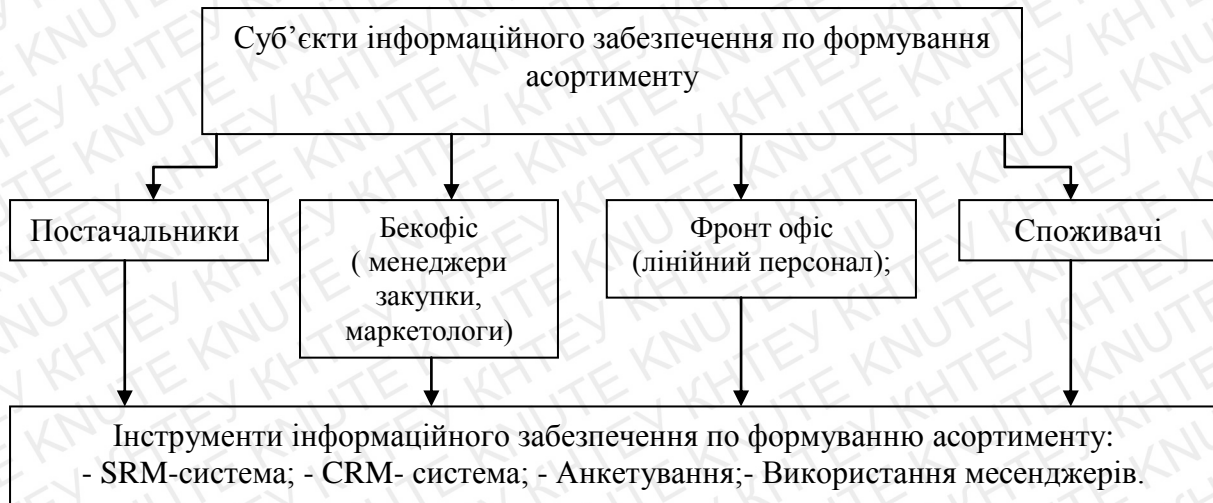 Суб’єкти інформаційного забезпечення по формування
асортименту
Постачальники
Бекофіс
( менеджери
закупки,
маркетологи)
Фронт офіс
(лінійний персонал);
Споживачі
Інструменти інформаційного забезпечення по формуванню асортименту:
- SRM-система; - CRM- система; - Анкетування;- Використання месенджерів.